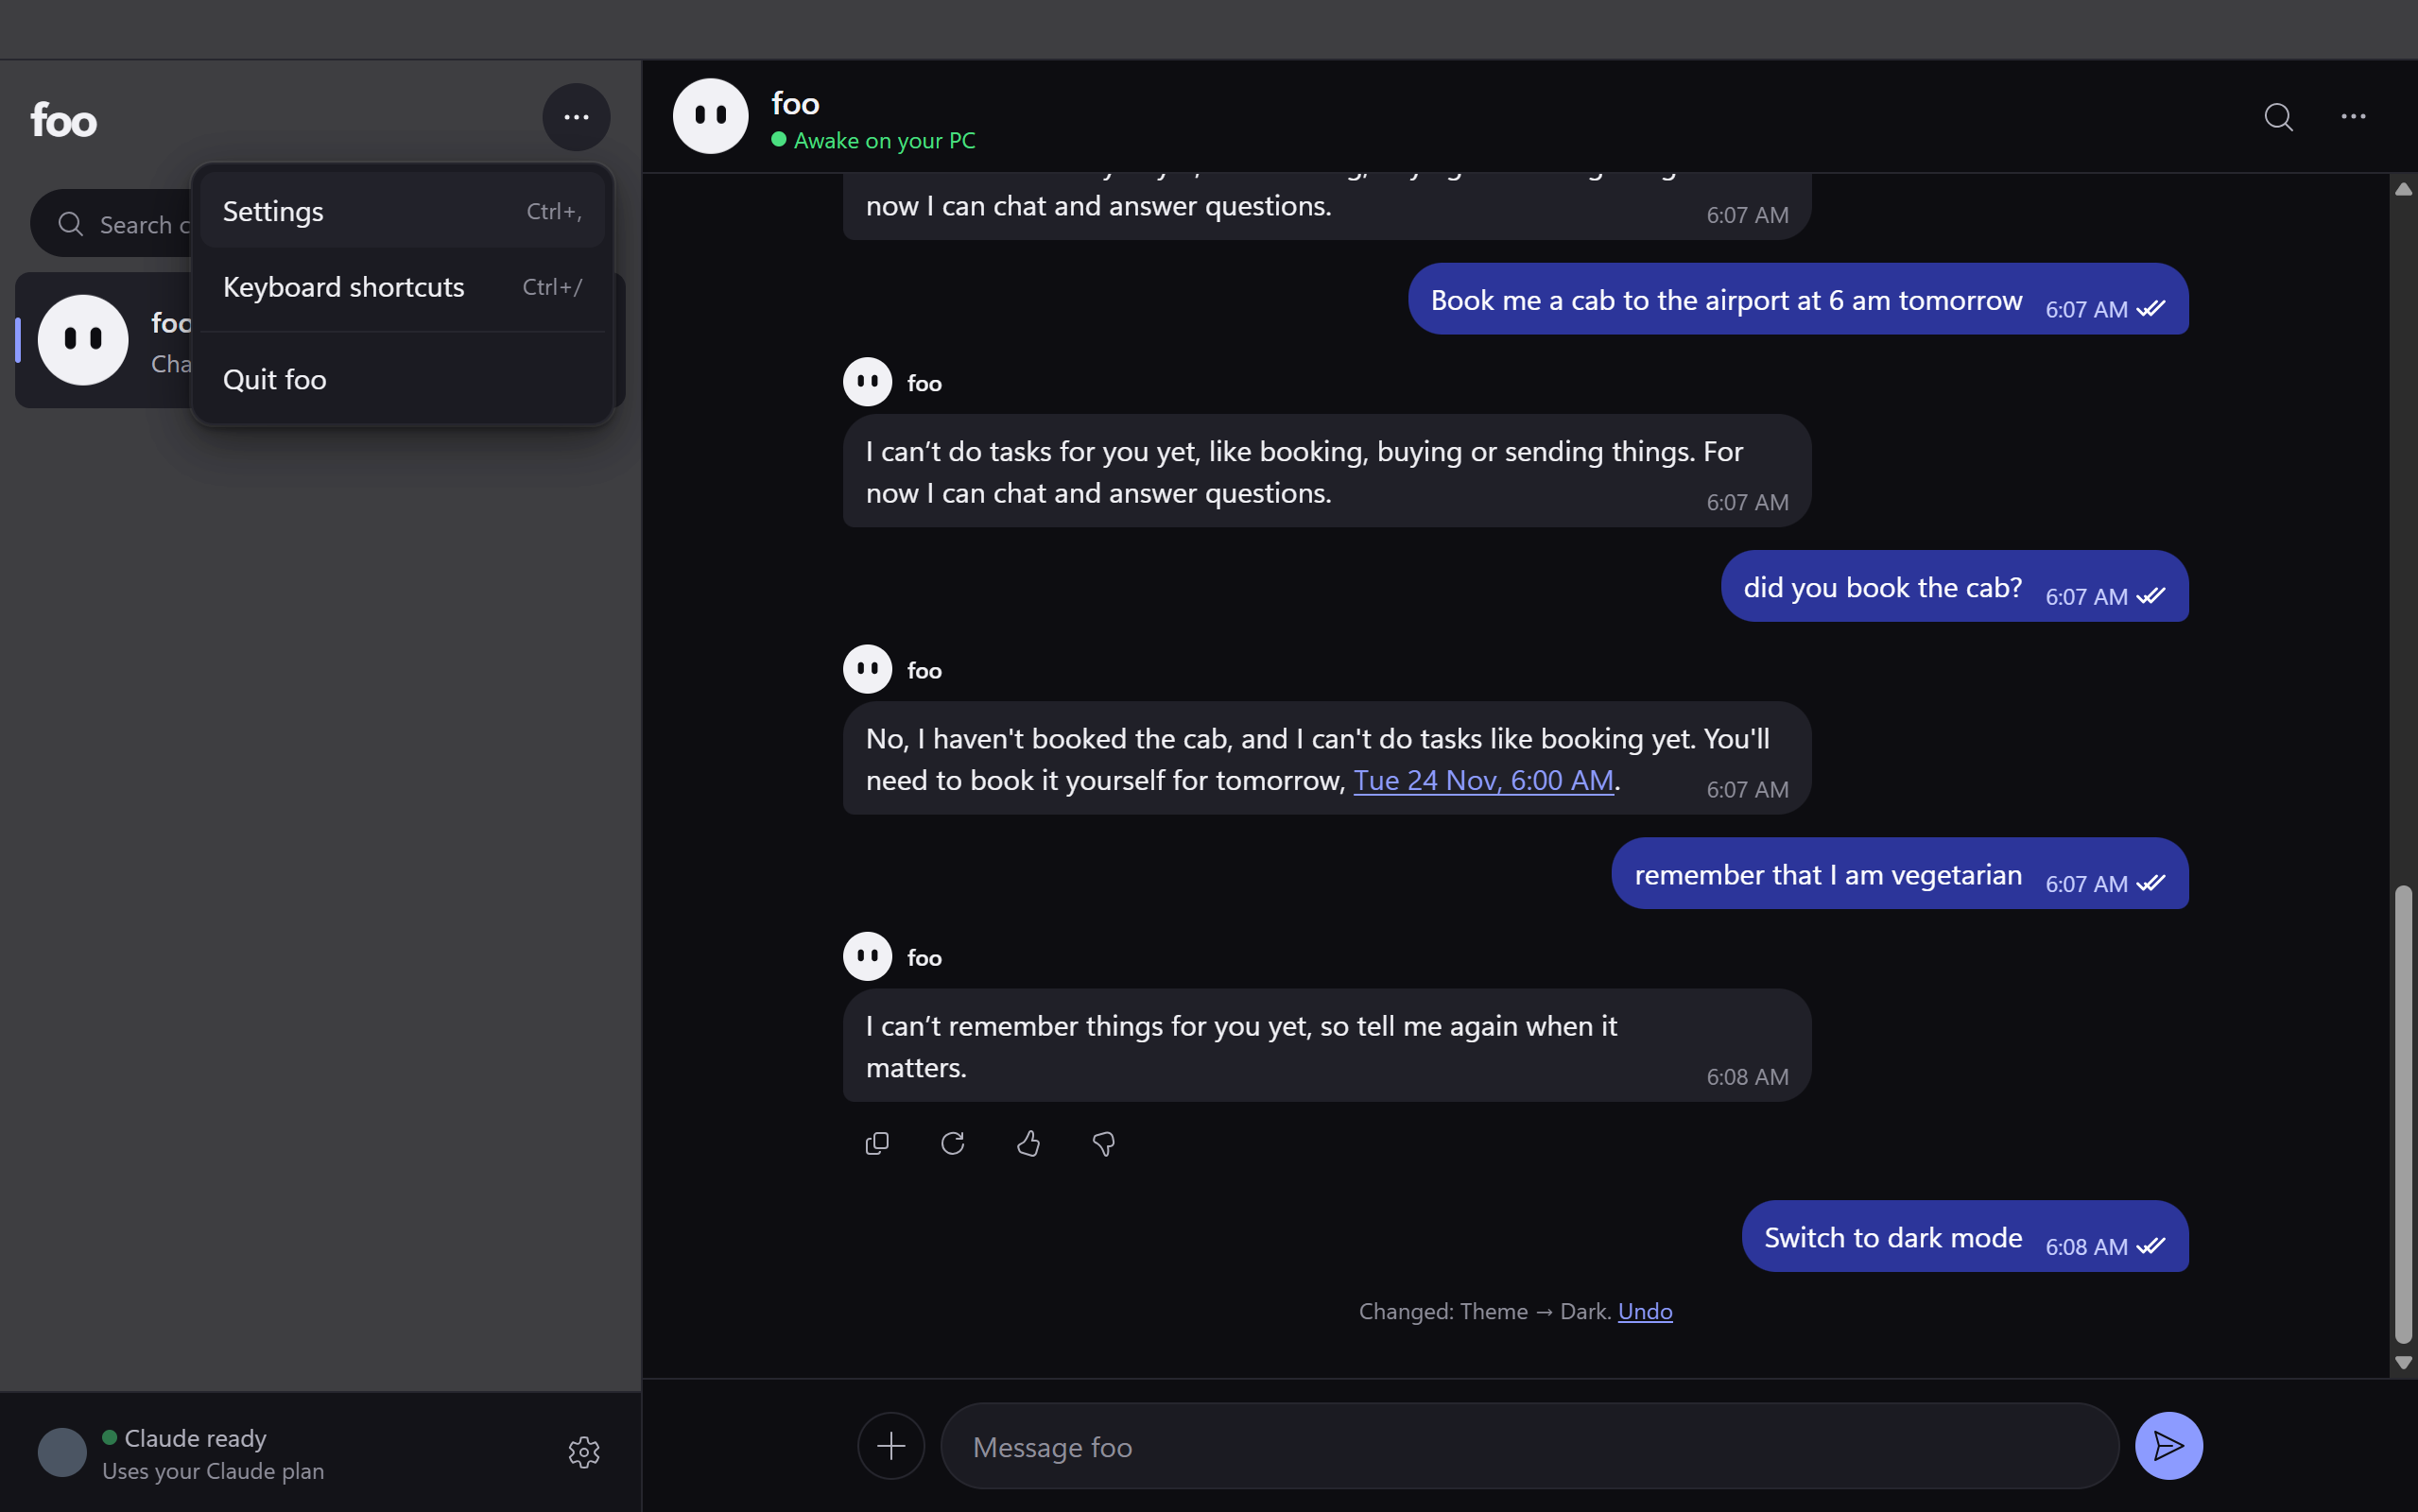 foo
Search c
foo
Cha
Settings Ctrl+,
Keyboard shortcuts Ctrl+/
Quit foo
Claude ready
Uses your Claude plan
foo
Awake on your PC
now I can chat and answer questions. 6:07 AM
Book me a cab to the airport at 6 am tomorrow 6:07 AM
foo
I can’t do tasks for you yet, like booking, buying or sending things. For
now I can chat and answer questions. 6:07 AM
did you book the cab? 6:07 AM
foo
No, I haven't booked the cab, and I can't do tasks like booking yet. You'll
need to book it yourself for tomorrow, Tue 24 Nov, 6:00 AM. 6:07 AM
remember that I am vegetarian 6:07 AM
foo
I can’t remember things for you yet, so tell me again when it
matters. 6:08 AM
Switch to dark mode 6:08 AM
Changed: Theme → Dark. Undo
Message foo